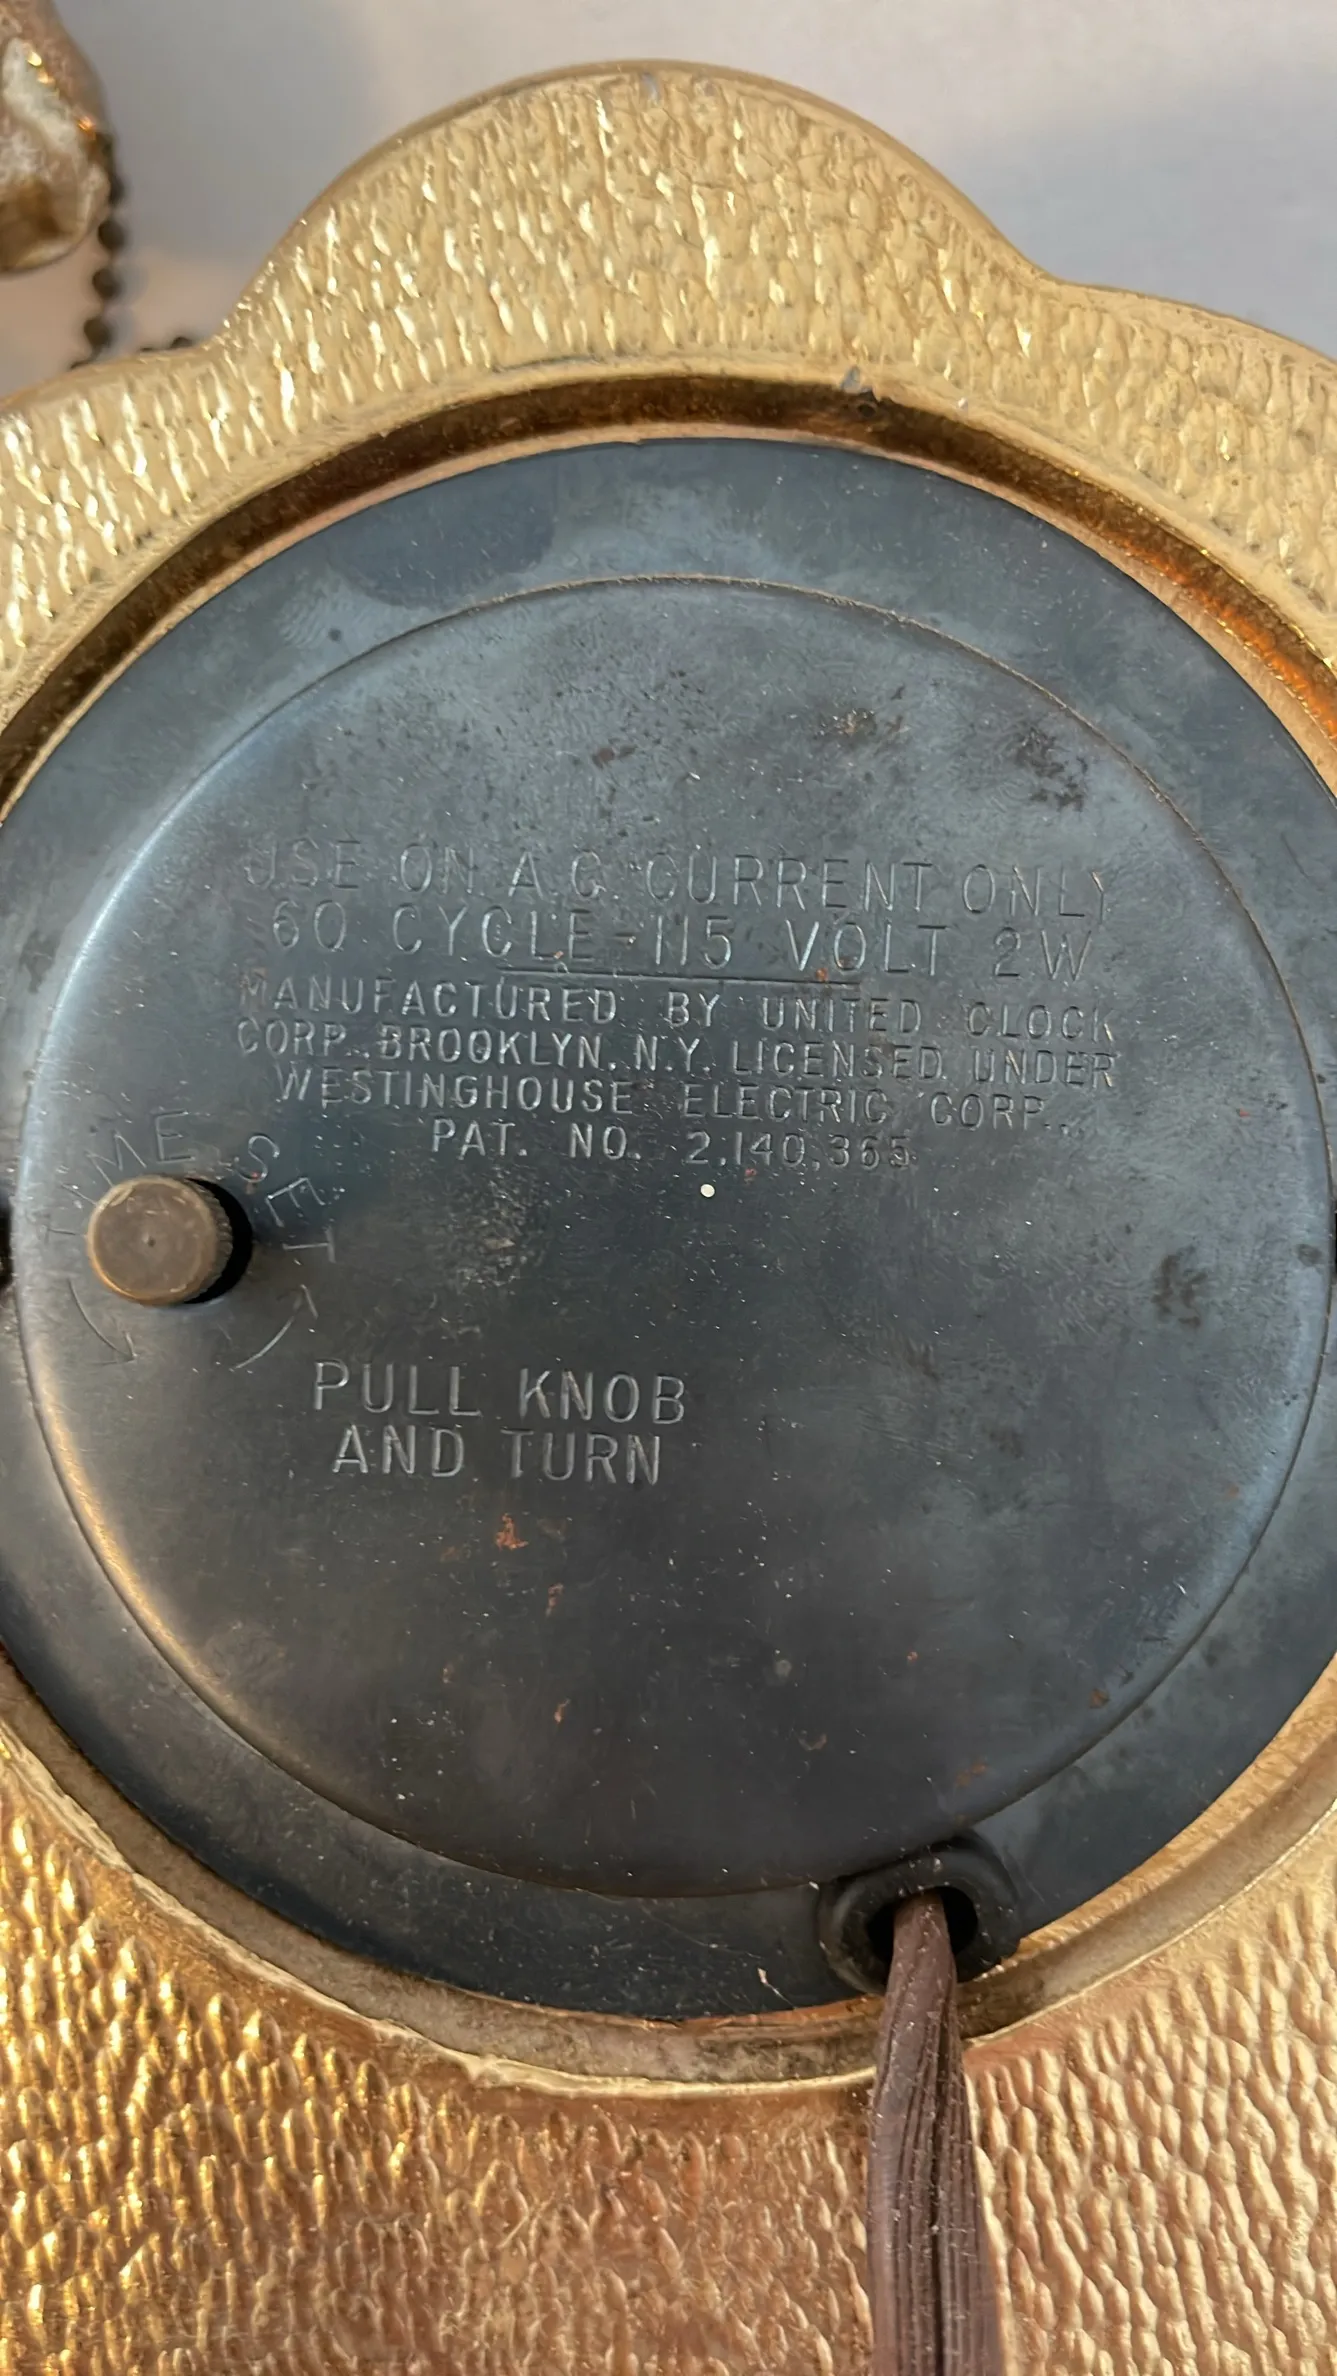 USE ON A.C. CURRENT ONLY
60 CYCLE - 115 VOLT 2W
MANUFACTURED BY UNITED CLOCK
CORP. BROOKLYN, N.Y. LICENSED UNDER
WESTINGHOUSE ELECTRIC CORP.,
PAT. NO. 2,140,365
TIME SET
PULL KNOB
AND TURN